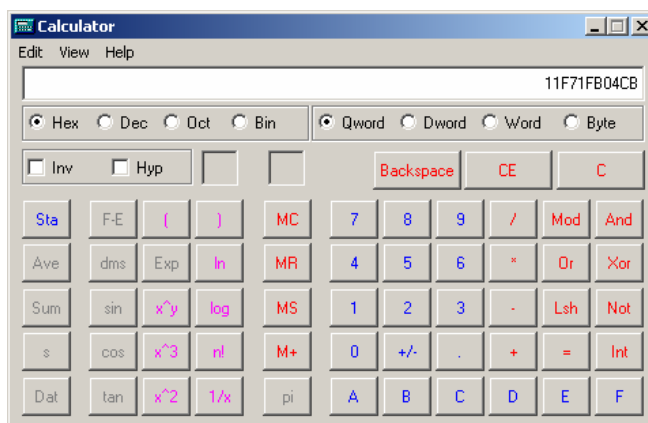 Calculator
Edit View Help
11F71FB04CB
Hex Dec Oct Bin Qword Dword Word Byte
Inv Hyp Backspace CE C
Sta F-E ( ) MC 7 8 9 / Mod And
Ave dms Exp ln MR 4 5 6 * Or Xor
Sum sin x^y log MS 1 2 3 - Lsh Not
s cos x^3 n! M+ 0 +/- . + = Int
Dat tan x^2 1/x pi A B C D E F